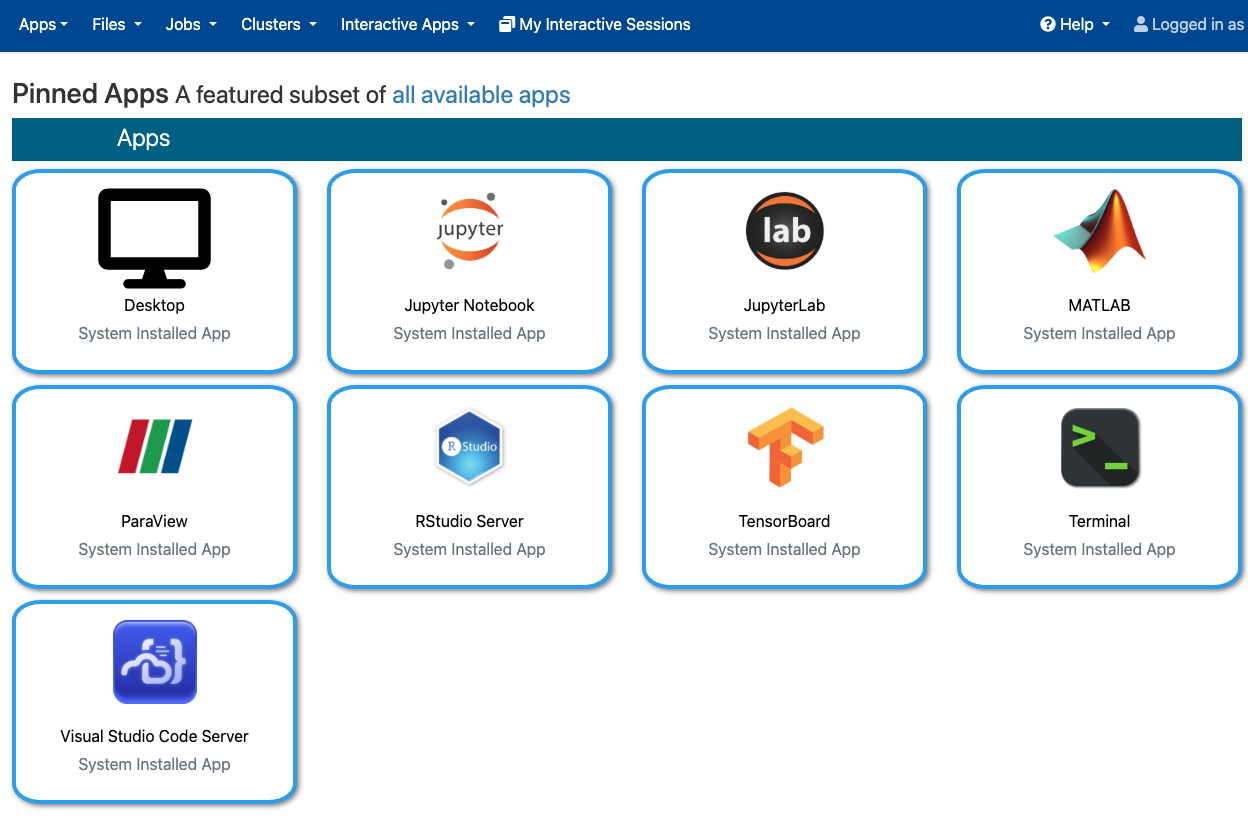 Apps Files Jobs Clusters Interactive Apps My Interactive Sessions Help Logged in as
Pinned Apps A featured subset of all available apps
Apps
jupyter
lab
Desktop Jupyter Notebook JupyterLab MATLAB
System Installed App System Installed App System Installed App System Installed App
R Studio
>_
ParaView RStudio Server TensorBoard Terminal
System Installed App System Installed App System Installed App System Installed App
Visual Studio Code Server
System Installed App